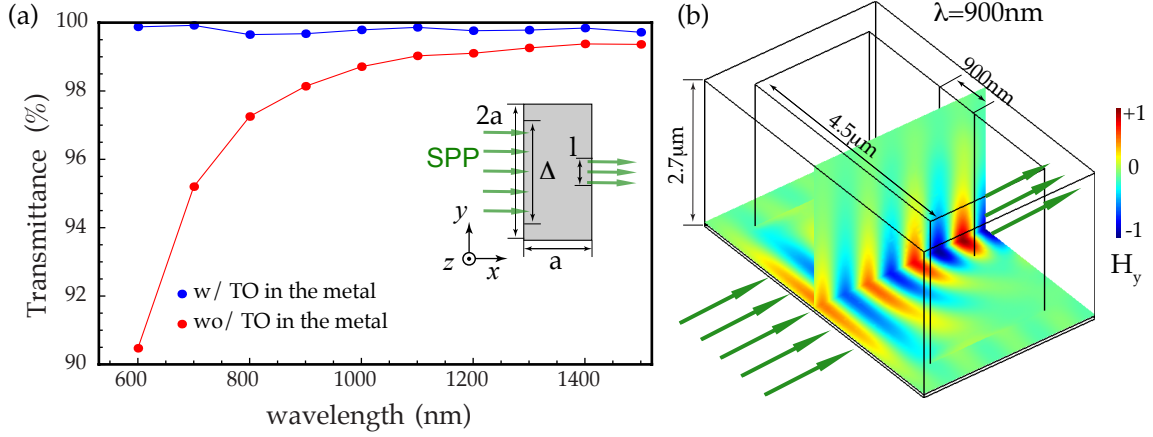 (a)
100
98
96
94
92
90
Transmittance (%)
600
800
1000
1200
1400
wavelength (nm)
w/ TO in the metal
wo/ TO in the metal
2a
SPP
Δ
l
y
z
x
a
(b)
λ=900nm
900nm
4.5μm
2.7μm
+1
0
-1
H_y